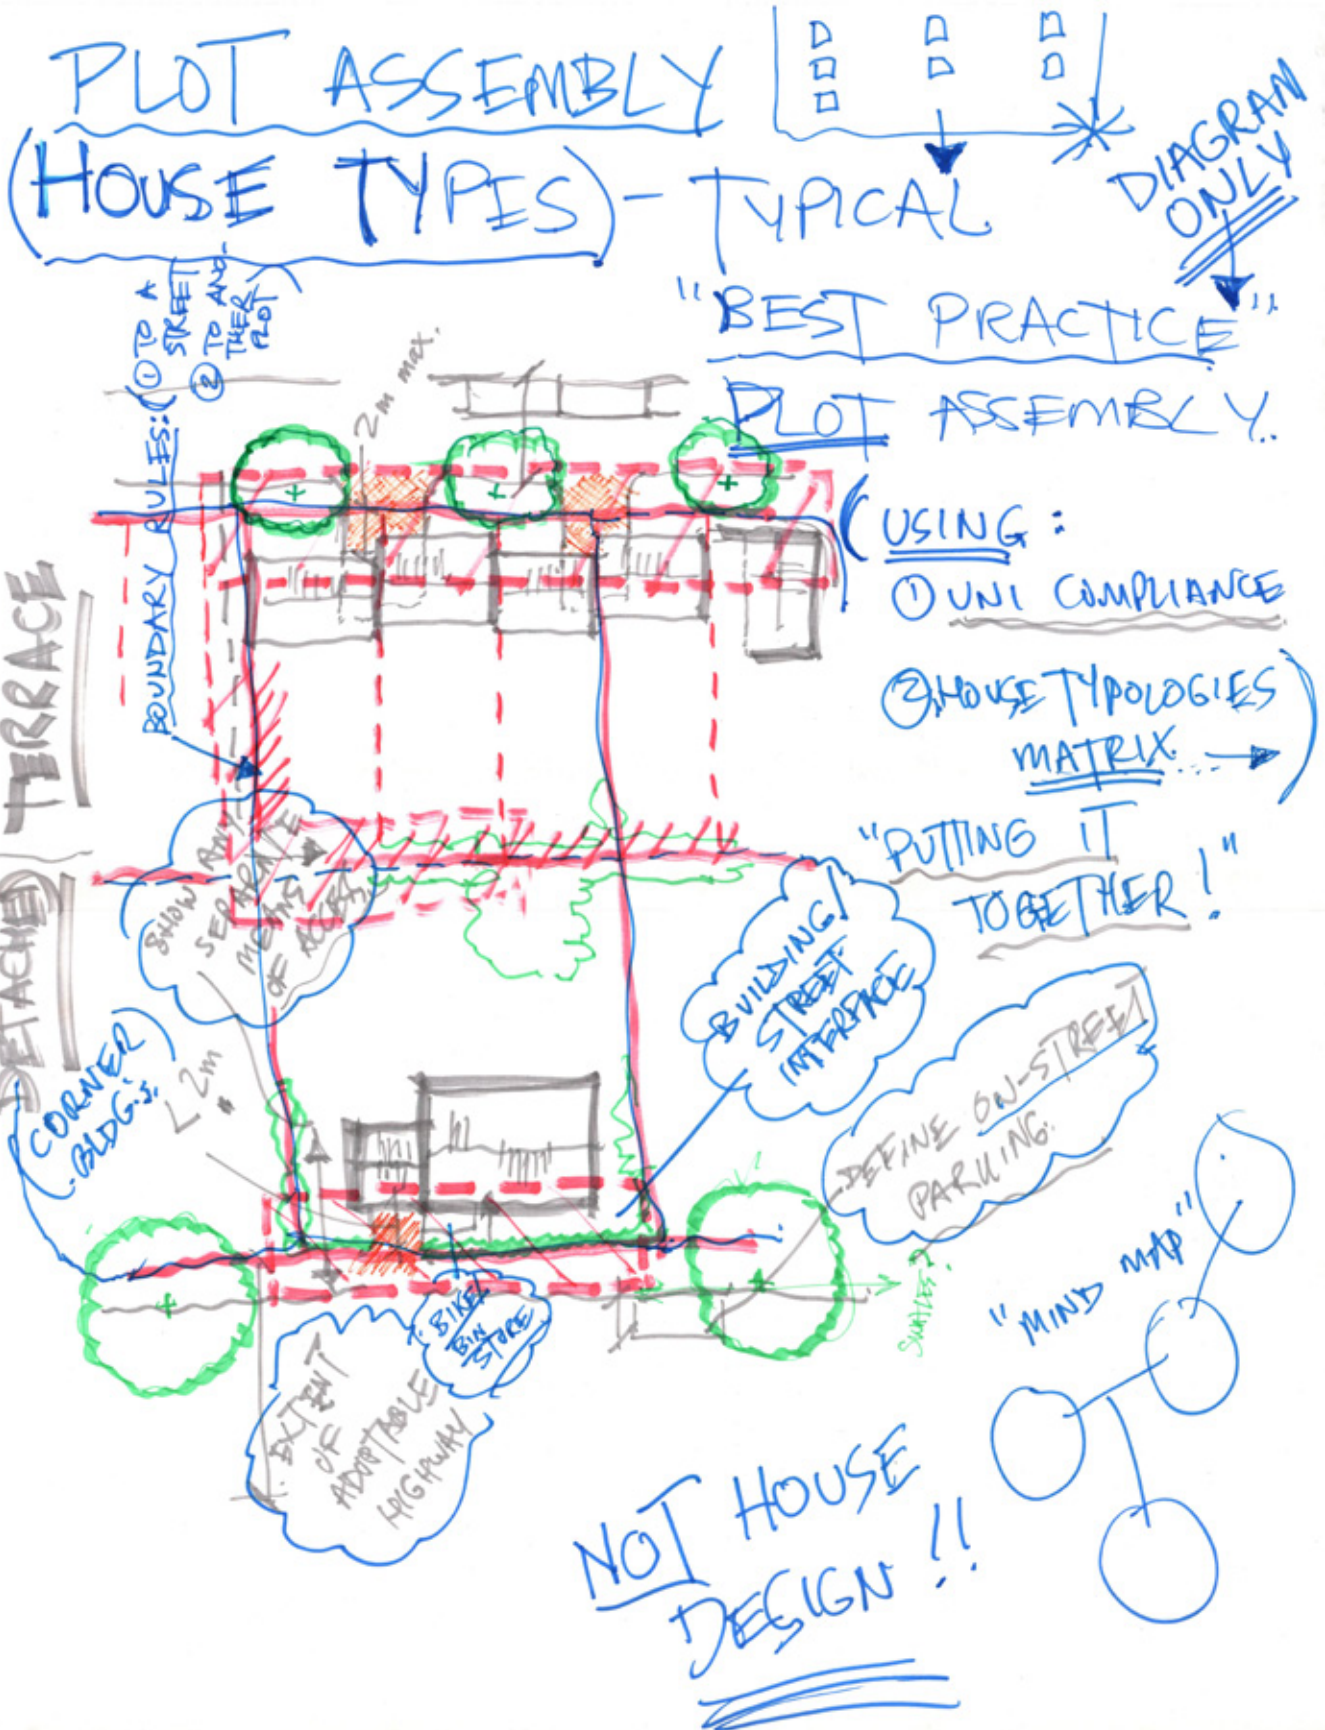 PLOT ASSEMBLY
(HOUSE TYPES) - TYPICAL
DIAGRAM
ONLY
"BEST PRACTICE"
PLOT ASSEMBLY.
(USING:
① UNI COMPLIANCE
② HOUSE TYPOLOGIES
MATRIX... )
"PUTTING IT
TOGETHER!"
BOUNDARY RULES: (① TO A
STREET
② TO ANO-
THER
PLOT
2m max.
TERRACE
DETACHED
SHOW ANY
SEPARATE
MEANS
OF ACCESS
CORNER
BLDG:S.
< 2m
BUILDING/
STREET
INTERFACE
DEFINE ON-STREET
PARKING.
SWALES?
BIKE/
BIN
STORE
EXTENT
OF
ADOPTABLE
HIGHWAY
"MIND MAP"
NOT HOUSE
DESIGN!!